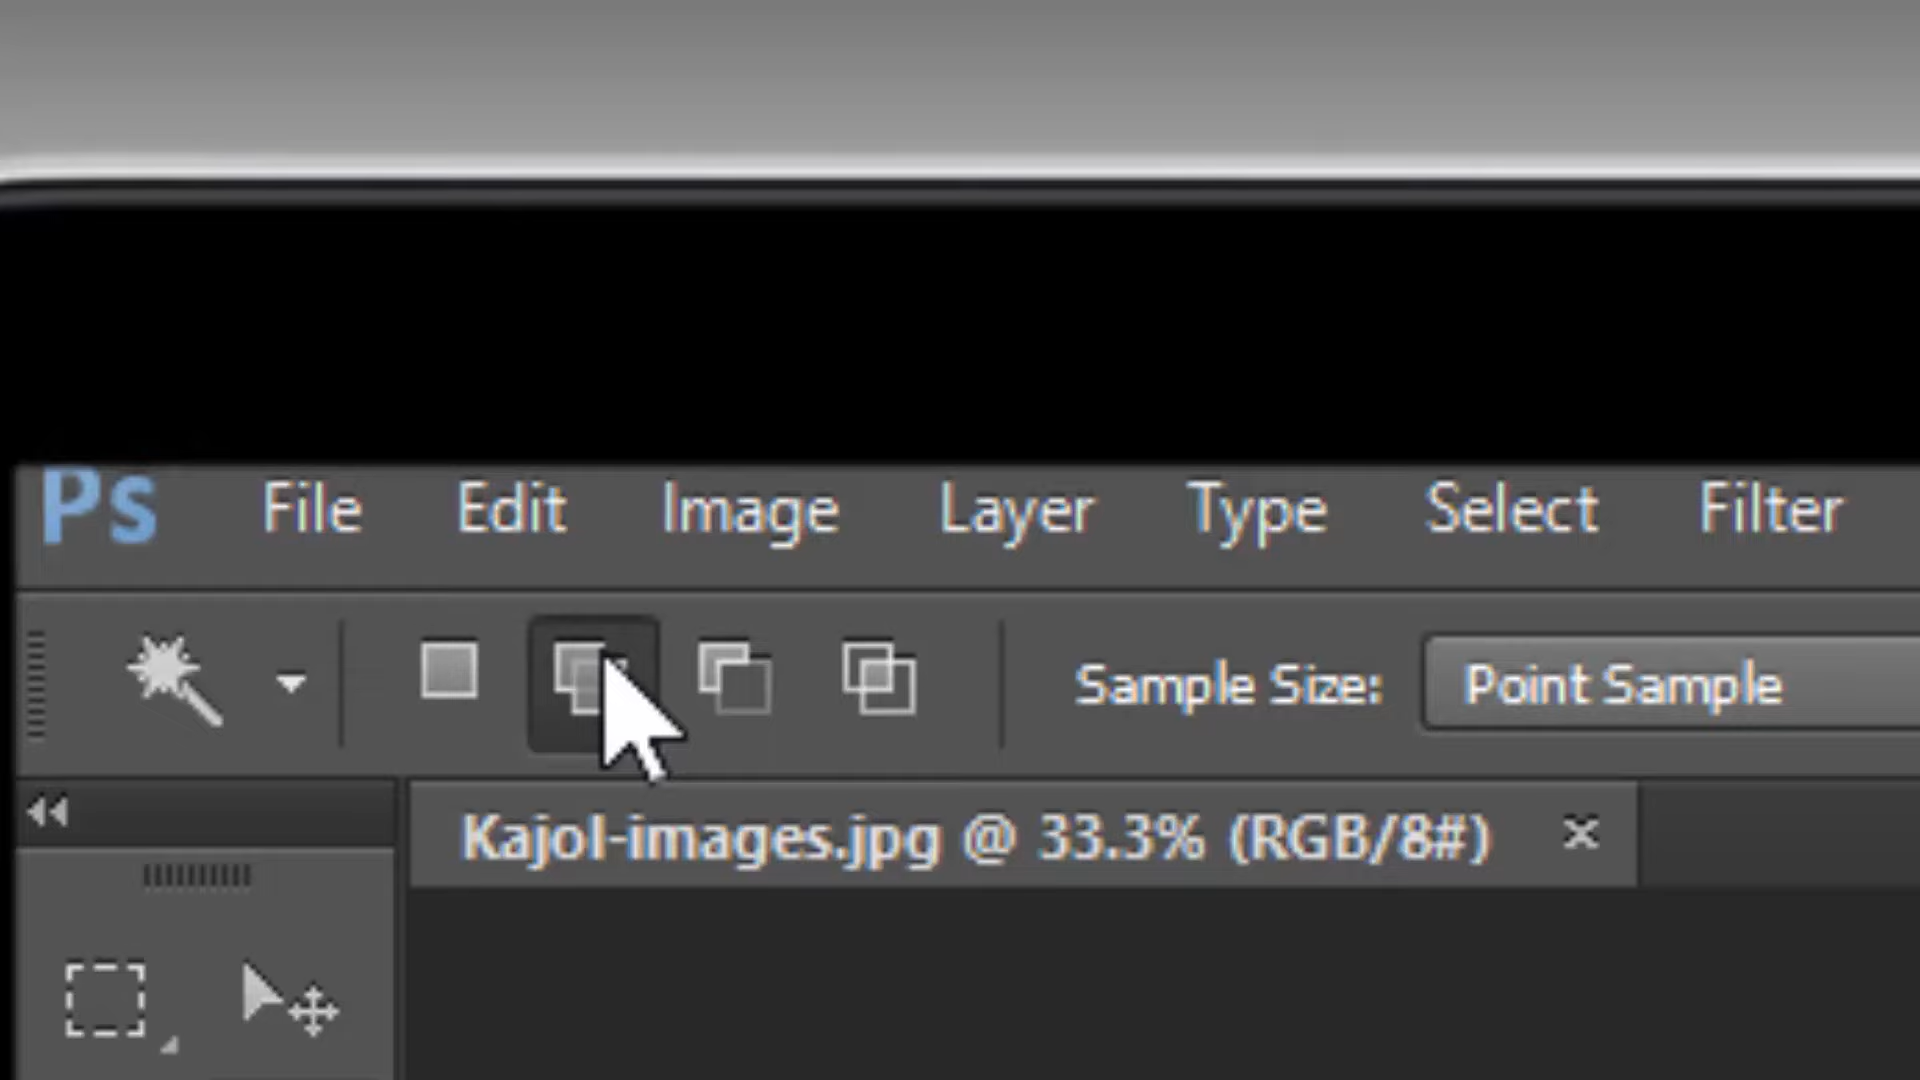 Ps File Edit Image Layer Type Select Filter
Sample Size: Point Sample
Kajol-images.jpg @ 33.3% (RGB/8#) ×